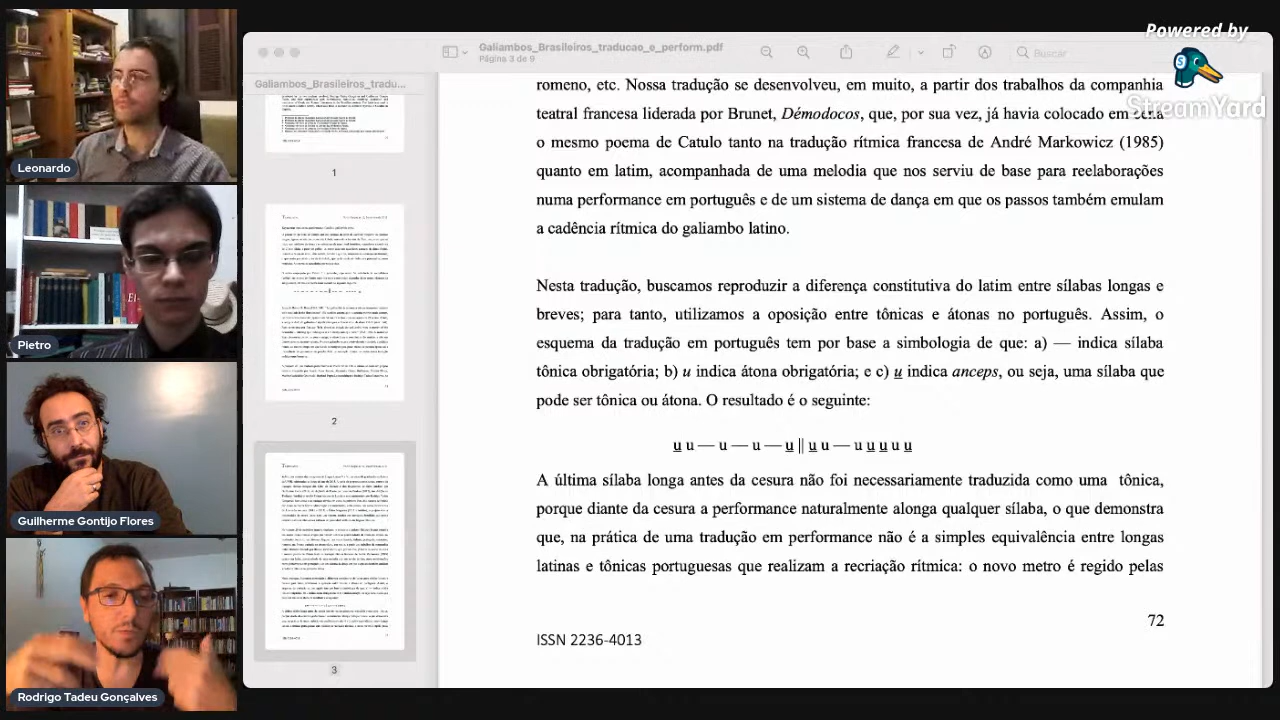 Powered by
StreamYard
Leonardo
Pietro
Guilherme Gontijo Flores
Rodrigo Tadeu Gonçalves
Galiambos_Brasileiros_traducao_e_perform.pdf
Página 3 de 9
Buscar
Galiambos_Brasileiros_tradu...
1
2
3
romeno, etc. Nossa tradução se desenvolveu, em muito, a partir do trabalho da companhia
teatral francesa liderada por Bruno, Démodocos, que, por sua vez, já havia colocado em cena
o mesmo poema de Catulo tanto na tradução rítmica francesa de André Markowicz (1985)
quanto em latim, acompanhada de uma melodia que nos serviu de base para reelaborações
numa performance em português e de um sistema de dança em que os passos também emulam
a cadência rítmica do galiambo latino.
Nesta tradução, buscamos reproduzir a diferença constitutiva do latim entre sílabas longas e
breves; para tanto, utilizamos a oposição entre tônicas e átonas no português. Assim, o
esquema da tradução em português tem por base a simbologia de que: a) — indica sílaba
tônica obrigatória; b) u indica átona obrigatória; e c) u indica anceps, ou seja, uma sílaba que
pode ser tônica ou átona. O resultado é o seguinte:
u u — u — u — u || u u — u u u u u
A última sílaba longa antes da cesura não foi necessariamente traduzida como uma tônica,
porque diante da cesura a performance naturalmente alonga qualquer sílaba, o que demonstra
que, na prática de uma tradução de performance não é a simples equivalência entre longas
latinas e tônicas portuguesas que realizam a recriação rítmica: o novo metro é regido pelas
72
ISSN 2236-4013